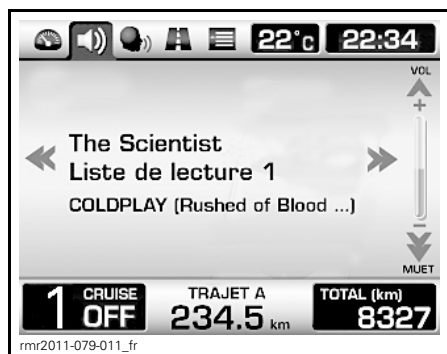 22°c 22:34
VOL
+
The Scientist
Liste de lecture 1
COLDPLAY (Rushed of Blood ...)
−
MUET
1 CRUISE OFF
TRAJET A
234.5 km
TOTAL (km)
8327
rmr2011-079-011_fr